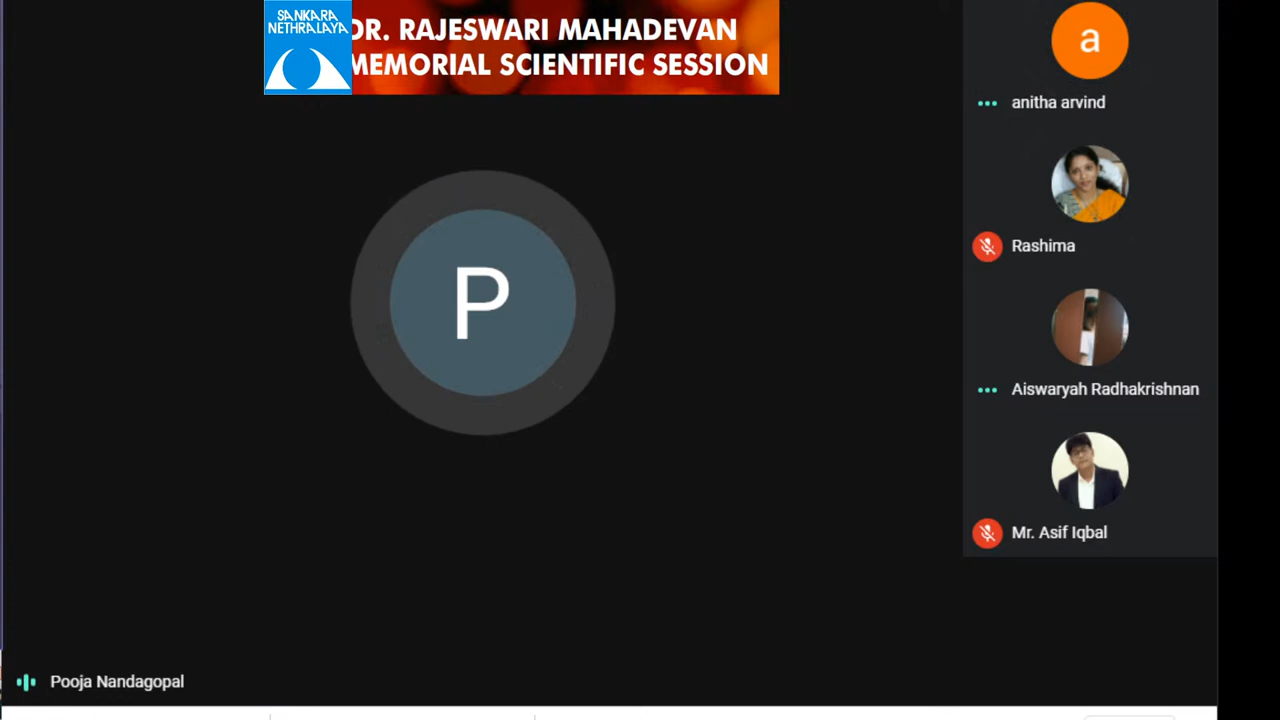 SANKARA
NETHRALAYA
DR. RAJESWARI MAHADEVAN
MEMORIAL SCIENTIFIC SESSION
a
anitha arvind
Rashima
P
Aiswaryah Radhakrishnan
Mr. Asif Iqbal
Pooja Nandagopal